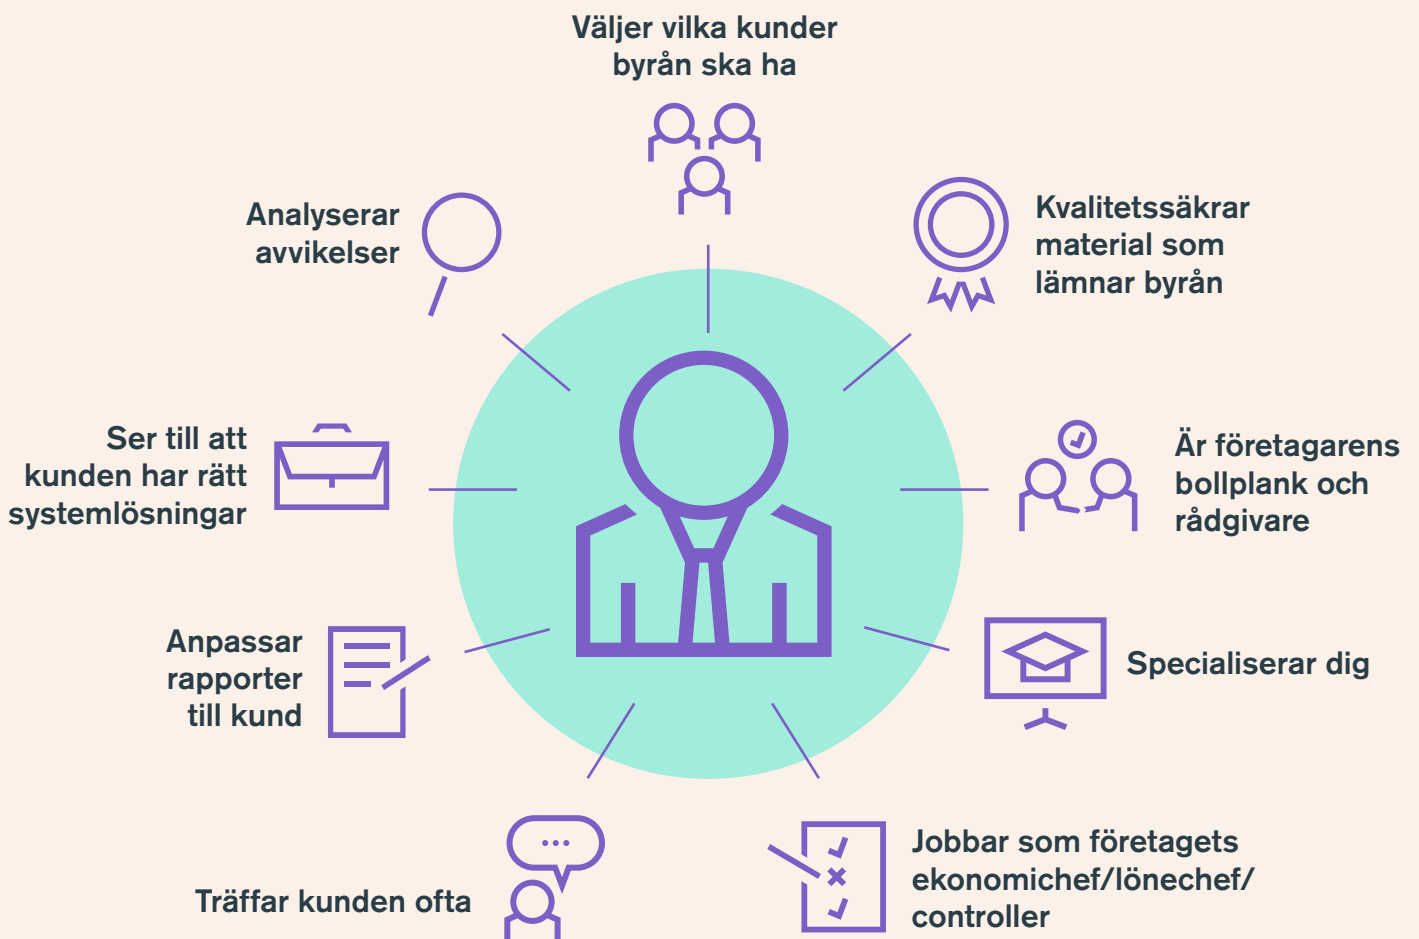 Väljer vilka kunder
byrån ska ha
Kvalitetssäkrar
material som
lämnar byrån
Är företagarens
bollplank och
rådgivare
Specialiserar dig
Jobbar som företagets
ekonomichef/lönechef/
controller
Träffar kunden ofta
Anpassar
rapporter
till kund
Ser till att
kunden har rätt
systemlösningar
Analyserar
avvikelser